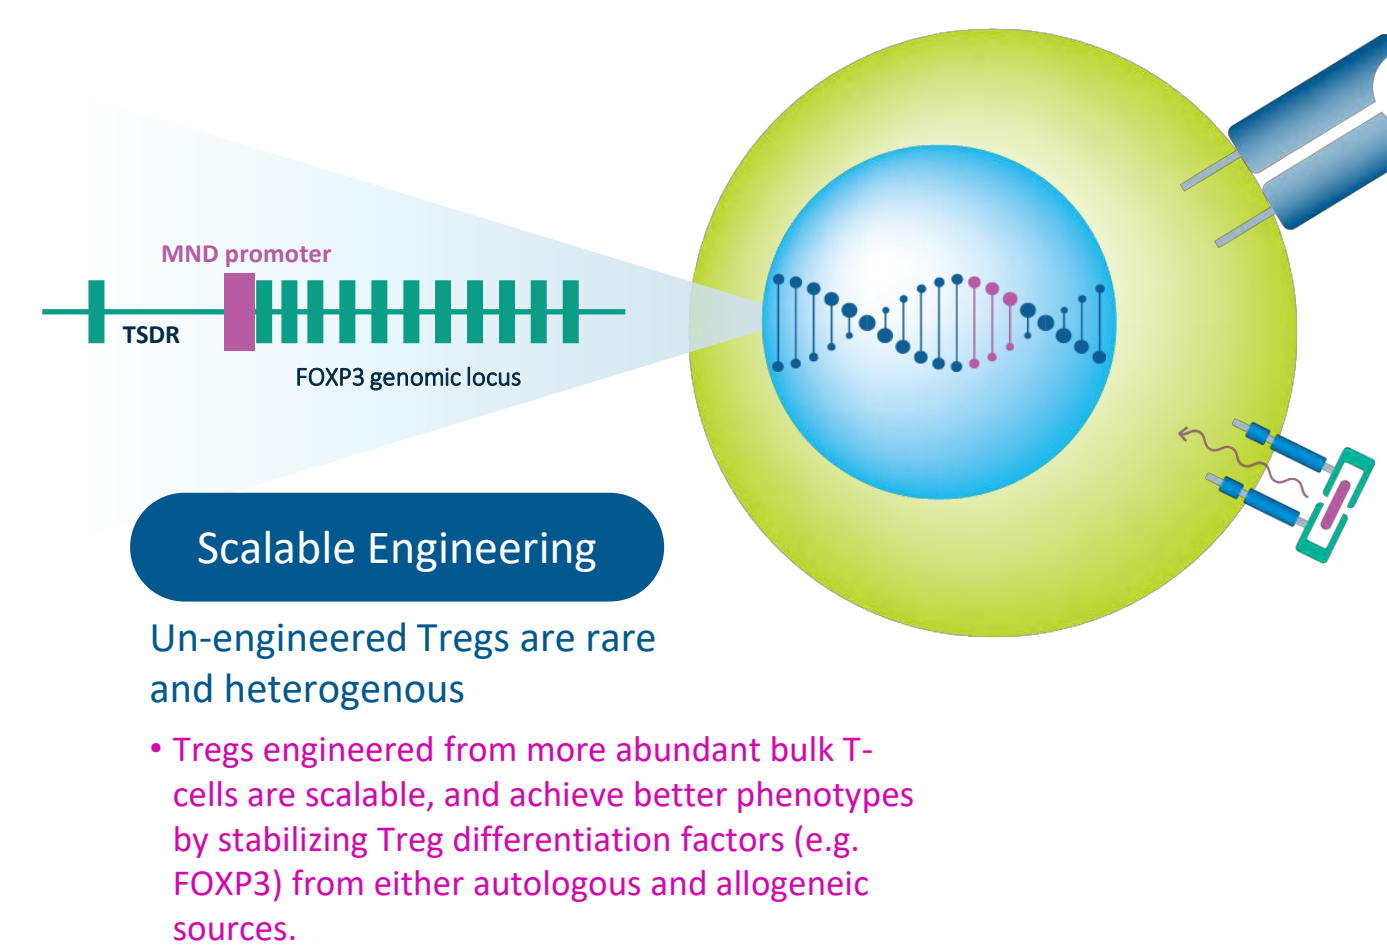 MND promoter
TSDR
FOXP3 genomic locus
Scalable Engineering
Un-engineered Tregs are rare
and heterogenous
• Tregs engineered from more abundant bulk T-
cells are scalable, and achieve better phenotypes
by stabilizing Treg differentiation factors (e.g.
FOXP3) from either autologous and allogeneic
sources.